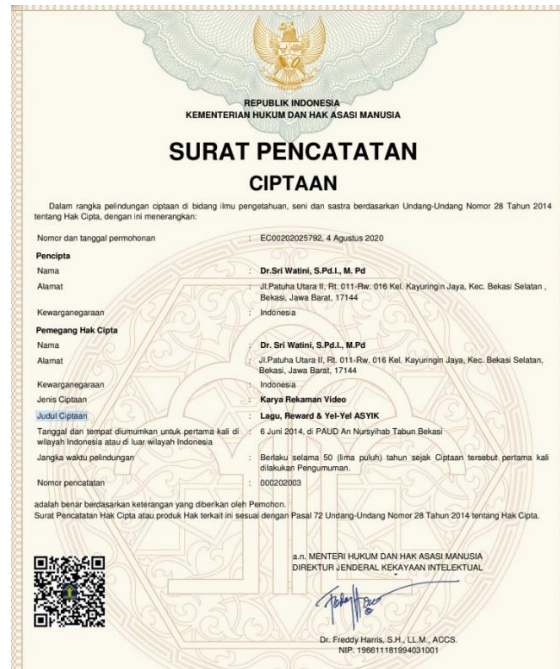 REPUBLIK INDONESIA
KEMENTERIAN HUKUM DAN HAK ASASI MANUSIA
SURAT PENCATATAN
CIPTAAN
Dalam rangka pelindungan ciptaan di bidang ilmu pengetahuan, seni dan sastra berdasarkan Undang-Undang Nomor 28 Tahun 2014
tentang Hak Cipta, dengan ini menerangkan:
Nomor dan tanggal permohonan : EC00202025792, 4 Agustus 2020
Pencipta
Nama : Dr.Sri Watini, S.Pd.I., M. Pd
Alamat : Jl.Patuha Utara II, Rt. 011-Rw. 016 Kel. Kayuringin Jaya, Kec. Bekasi Selatan ,
Bekasi, Jawa Barat, 17144
Kewarganegaraan : Indonesia
Pemegang Hak Cipta
Nama : Dr. Sri Watini, S.Pd.I., M.Pd
Alamat : Jl.Patuha Utara II, Rt. 011-Rw. 016 Kel. Kayuringin Jaya, Kec. Bekasi Selatan,
Bekasi, Jawa Barat, 17144
Kewarganegaraan : Indonesia
Jenis Ciptaan : Karya Rekaman Video
Judul Ciptaan : Lagu, Reward & Yel-Yel ASYIK
Tanggal dan tempat diumumkan untuk pertama kali di : 6 Juni 2014, di PAUD An Nursyihab Tabun Bekasi
wilayah Indonesia atau di luar wilayah Indonesia
Jangka waktu pelindungan : Berlaku selama 50 (lima puluh) tahun sejak Ciptaan tersebut pertama kali
dilakukan Pengumuman.
Nomor pencatatan : 000202003
adalah benar berdasarkan keterangan yang diberikan oleh Pemohon.
Surat Pencatatan Hak Cipta atau produk Hak terkait ini sesuai dengan Pasal 72 Undang-Undang Nomor 28 Tahun 2014 tentang Hak Cipta.
a.n. MENTERI HUKUM DAN HAK ASASI MANUSIA
DIREKTUR JENDERAL KEKAYAAN INTELEKTUAL
Dr. Freddy Harris, S.H., LL.M., ACCS.
NIP. 196611181994031001